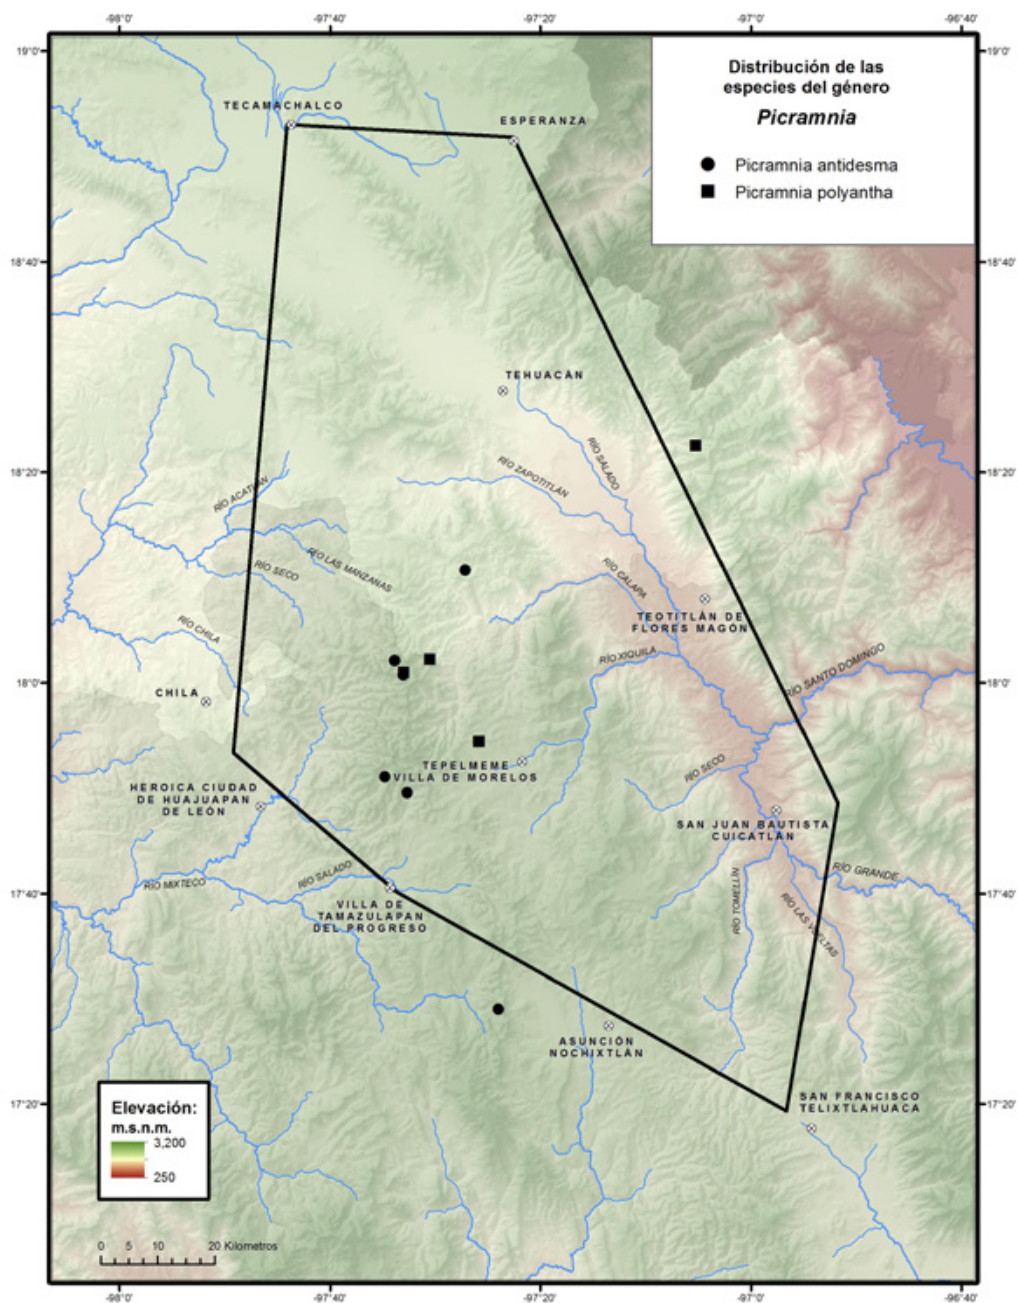 -98°0'
-97°40'
-97°20'
-97°0'
-96°40'
19°0'
19°0'
Distribución de las
especies del género
Picramnia
Picramnia antidesma
Picramnia polyantha
TECAMACHALCO
ESPERANZA
18°40'
18°40'
TEHUACÁN
RÍO SALADO
RÍO ZAPOTITLÁN
18°20'
18°20'
RÍO ACATLÁN
RÍO LAS MANZANAS
RÍO SECO
RÍO CALAPA
TEOTITLÁN DE
FLORES MAGÓN
RÍO CHILA
RÍO XIQUILA
RÍO SANTO DOMINGO
18°0'
18°0'
CHILA
TEPELMEME
VILLA DE MORELOS
RÍO SECO
HEROICA CIUDAD
DE HUAJUAPAN
DE LEÓN
SAN JUAN BAUTISTA
CUICATLÁN
RÍO GRANDE
RÍO SALADO
RÍO MIXTECO
17°40'
17°40'
VILLA DE
TAMAZULAPAN
DEL PROGRESO
RÍO TOMELLÍN
RÍO LAS VUELTAS
ASUNCIÓN
NOCHIXTLÁN
SAN FRANCISCO
TELIXTLAHUACA
17°20'
17°20'
Elevación:
m.s.n.m.
3,200
250
0 5 10 20 Kilometros
-98°0'
-97°40'
-97°20'
-97°0'
-96°40'